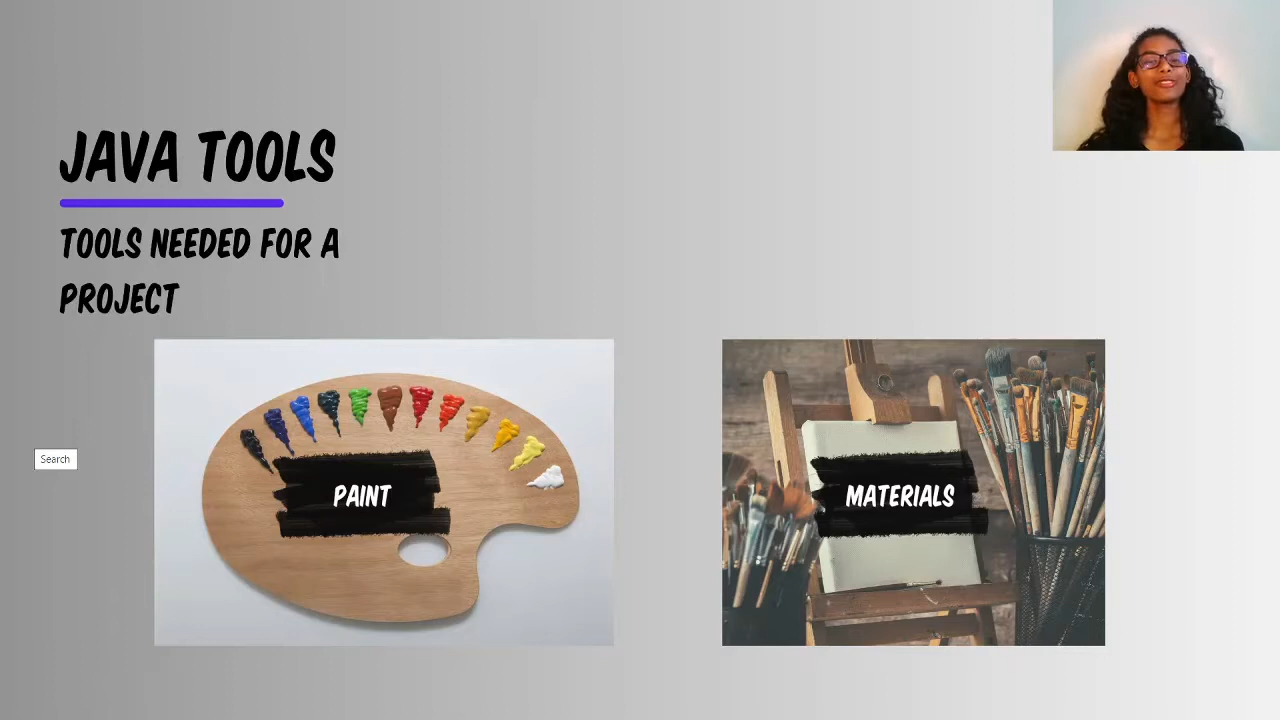 JAVA TOOLS
TOOLS NEEDED FOR A
PROJECT
Search
PAINT
MATERIALS